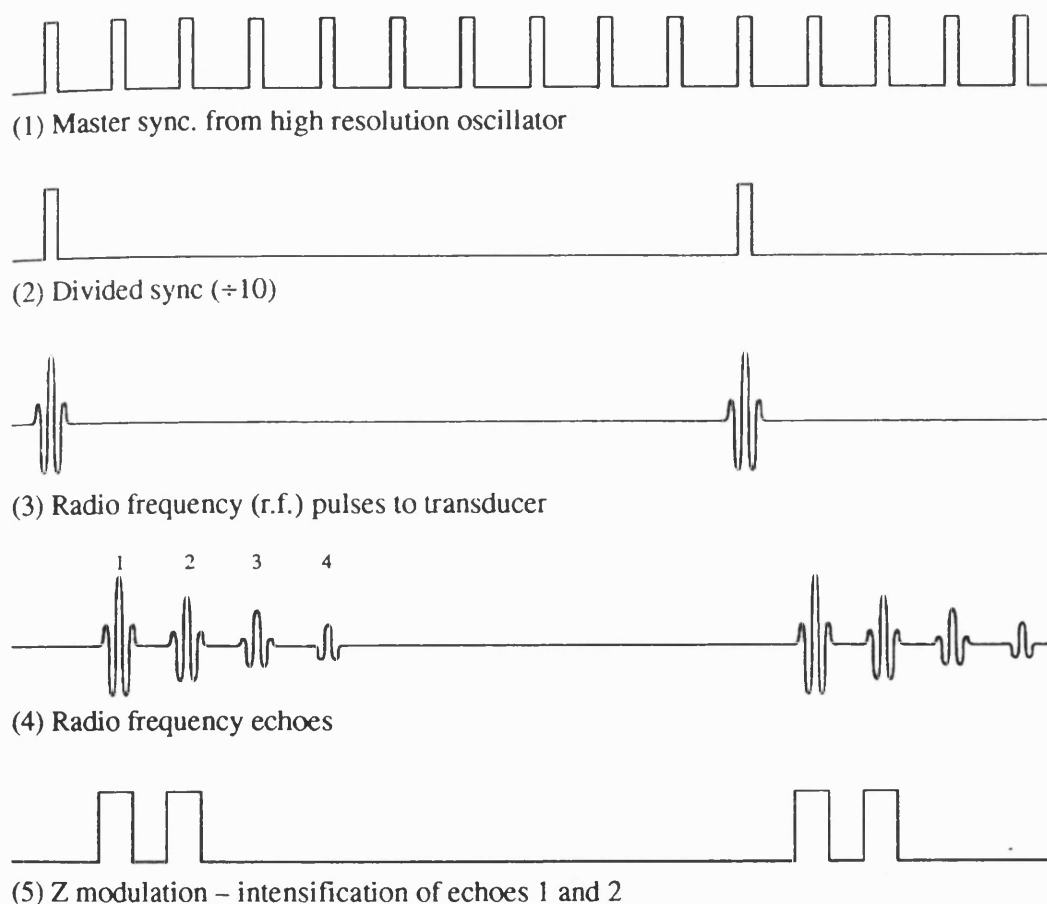 (1) Master sync. from high resolution oscillator
(2) Divided sync (÷10)
(3) Radio frequency (r.f.) pulses to transducer
1 2 3 4
(4) Radio frequency echoes
(5) Z modulation – intensification of echoes 1 and 2